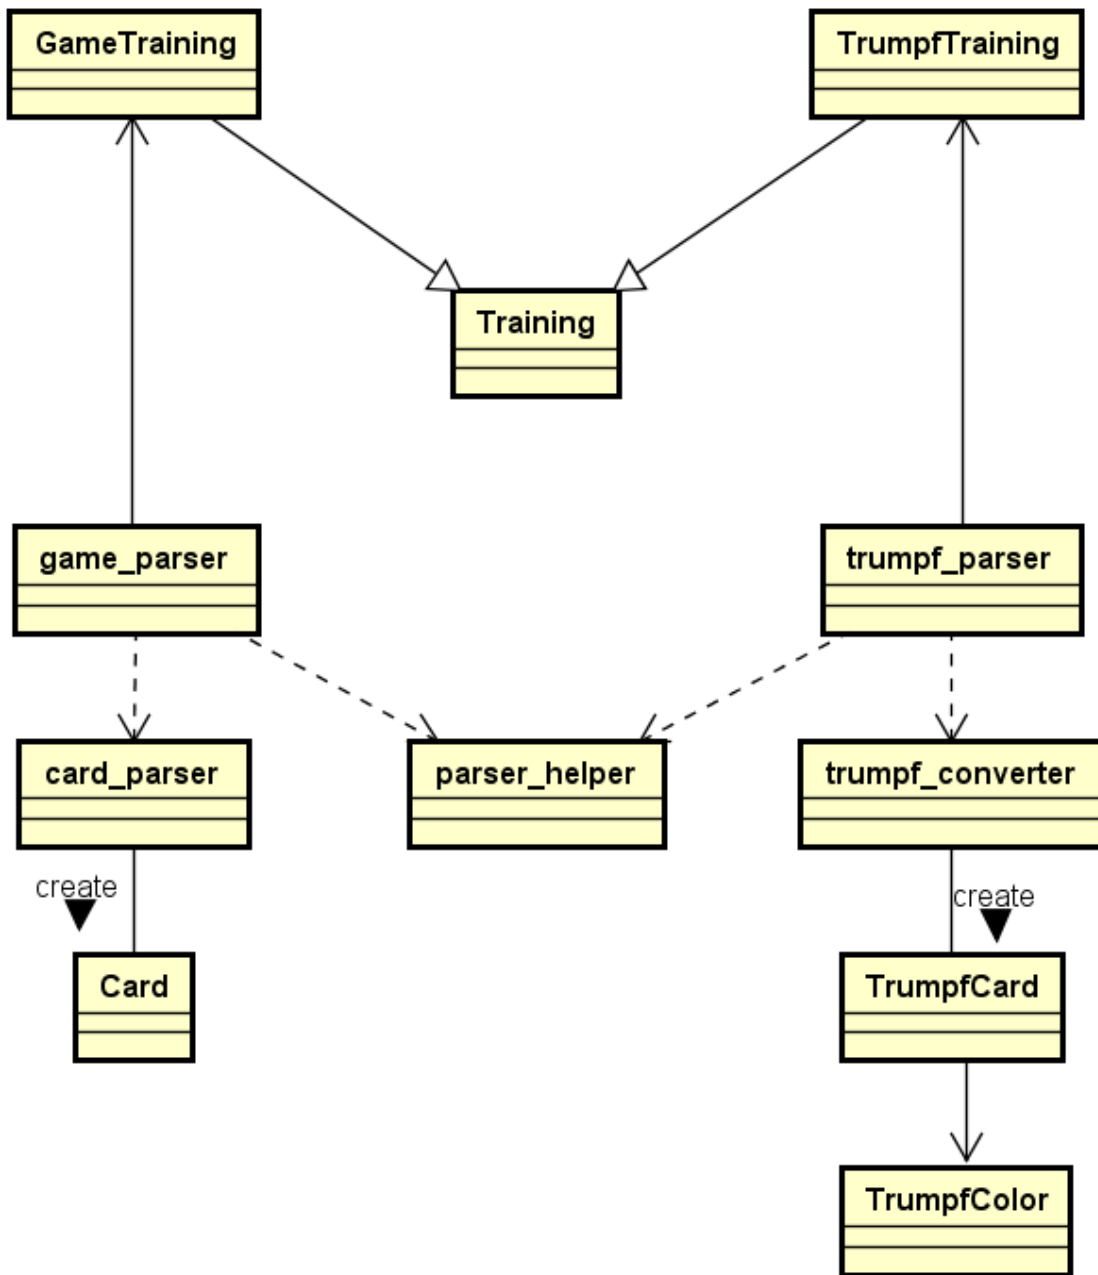 GameTraining
TrumpfTraining
Training
game_parser
trumpf_parser
card_parser
parser_helper
trumpf_converter
create
create
Card
TrumpfCard
TrumpfColor